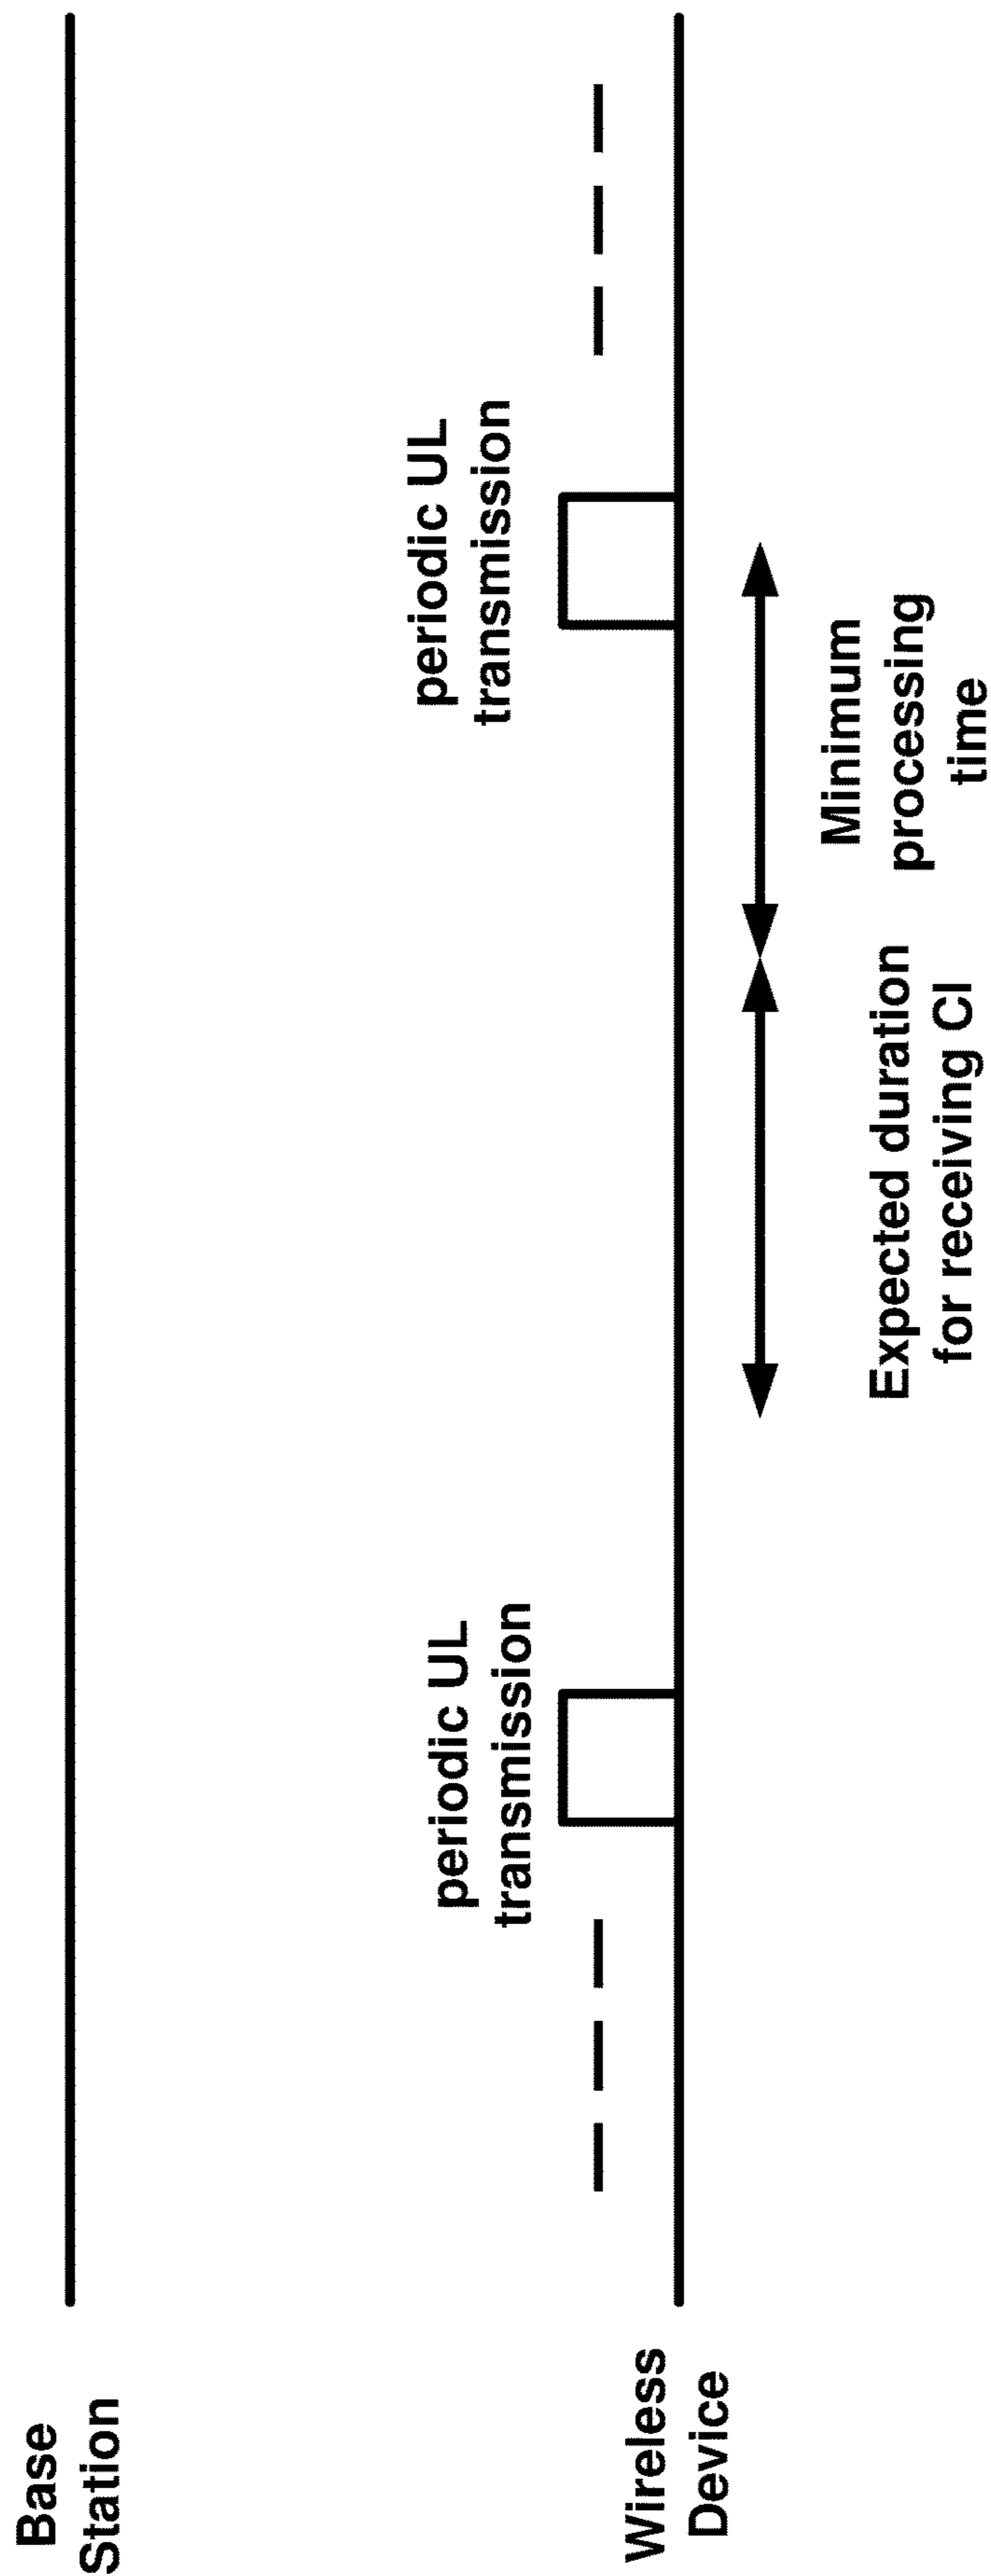 Base
Station
periodic UL
transmission
periodic UL
transmission
Wireless
Device
Expected duration
for receiving CI
Minimum
processing
time